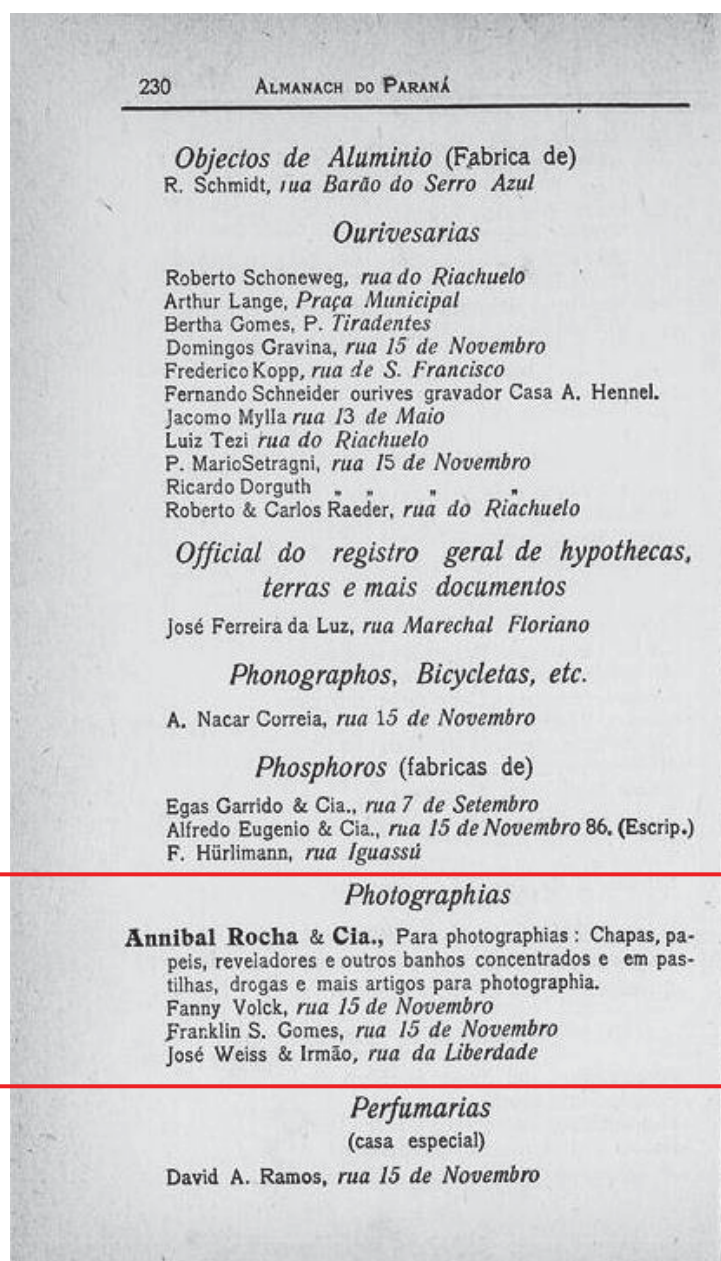 230 ALMANACH DO PARANÁ
Objectos de Aluminio (Fabrica de)
R. Schmidt, rua Barão do Serro Azul
Ourivesarias
Roberto Schoneweg, rua do Riachuelo
Arthur Lange, Praça Municipal
Bertha Gomes, P. Tiradentes
Domingos Gravina, rua 15 de Novembro
Frederico Kopp, rua de S. Francisco
Fernando Schneider ourives gravador Casa A. Hennel.
Jacomo Mylla rua 13 de Maio
Luiz Tezi rua do Riachuelo
P. MarioSetragni, rua 15 de Novembro
Ricardo Dorguth „ „ „ „
Roberto & Carlos Raeder, rua do Riachuelo
Official do registro geral de hypothecas,
terras e mais documentos
José Ferreira da Luz, rua Marechal Floriano
Phonographos, Bicycletas, etc.
A. Nacar Correia, rua 15 de Novembro
Phosphoros (fabricas de)
Egas Garrido & Cia., rua 7 de Setembro
Alfredo Eugenio & Cia., rua 15 de Novembro 86. (Escrip.)
F. Hürlimann, rua Iguassú
Photographias
Annibal Rocha & Cia., Para photographias : Chapas, pa-
peis, reveladores e outros banhos concentrados e em pas-
tilhas, drogas e mais artigos para photographia.
Fanny Volck, rua 15 de Novembro
Franklin S. Gomes, rua 15 de Novembro
José Weiss & Irmão, rua da Liberdade
Perfumarias
(casa especial)
David A. Ramos, rua 15 de Novembro